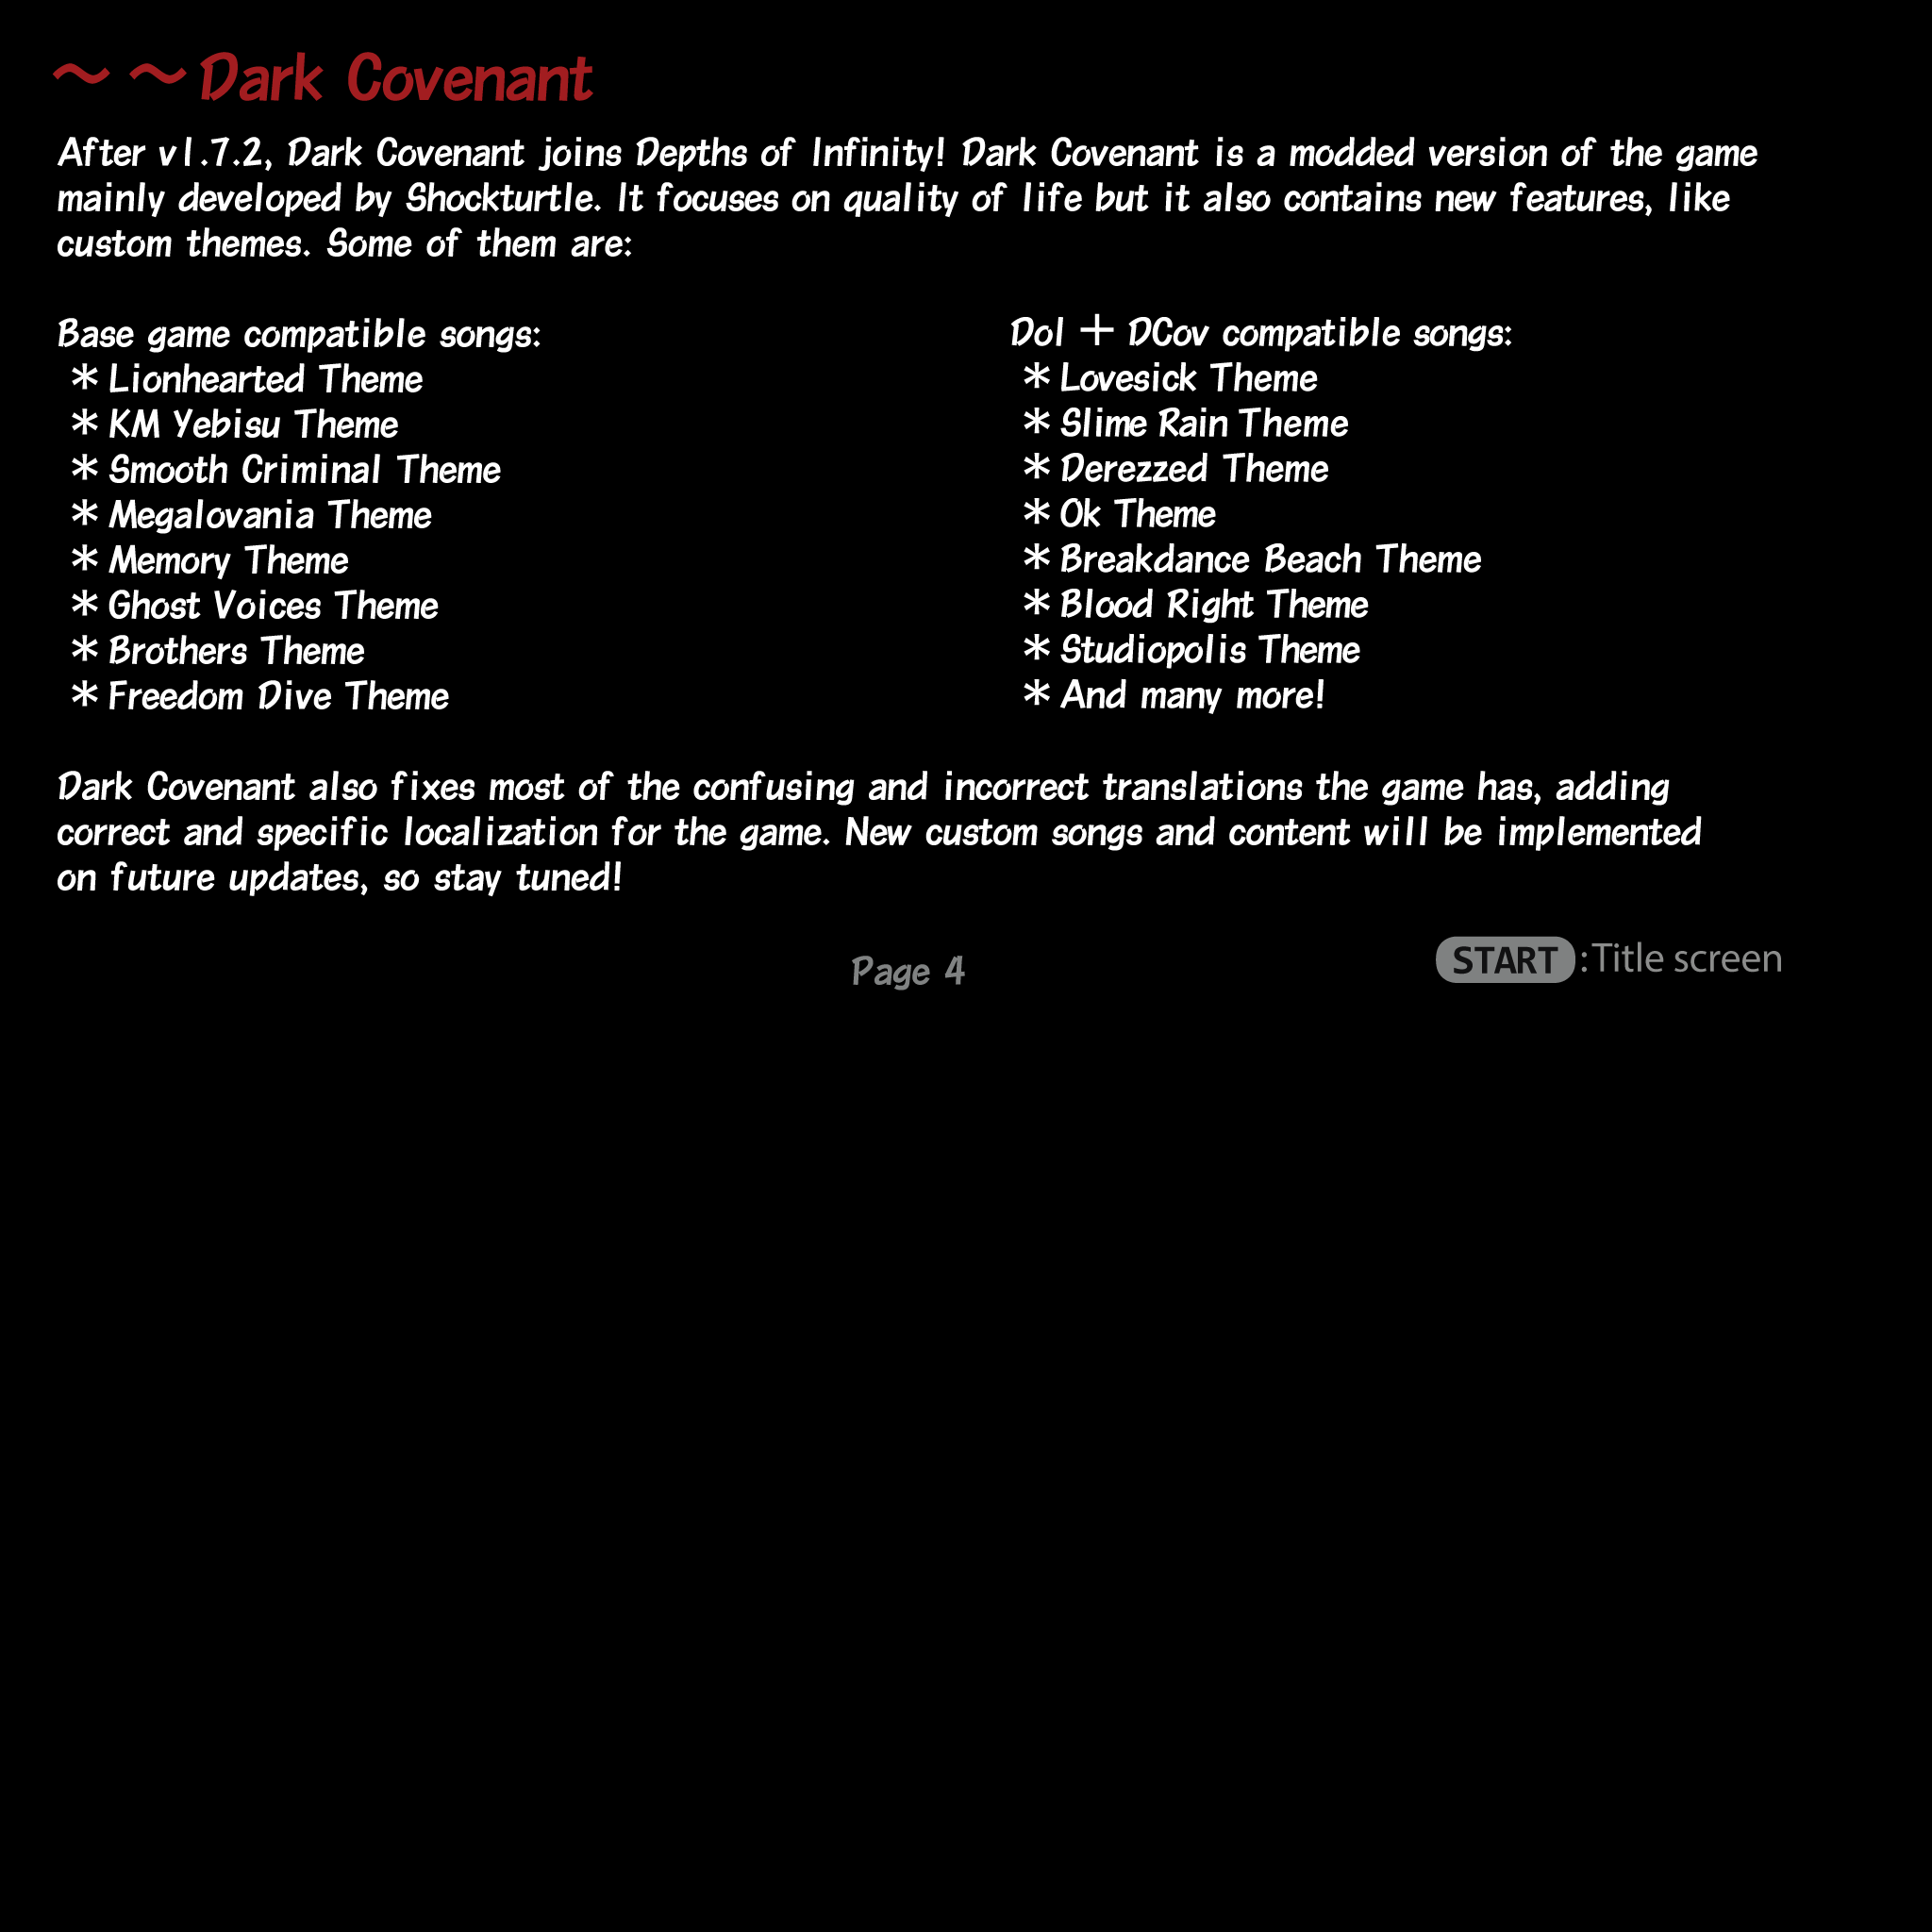 ～ ～Dark Covenant
After v1.7.2, Dark Covenant joins Depths of Infinity! Dark Covenant is a modded version of the game
mainly developed by Shockturtle. It focuses on quality of life but it also contains new features, like
custom themes. Some of them are:
Base game compatible songs:
* Lionhearted Theme
* KM Yebisu Theme
* Smooth Criminal Theme
* Megalovania Theme
* Memory Theme
* Ghost Voices Theme
* Brothers Theme
* Freedom Dive Theme
DoI + DCov compatible songs:
* Lovesick Theme
* Slime Rain Theme
* Derezzed Theme
* Ok Theme
* Breakdance Beach Theme
* Blood Right Theme
* Studiopolis Theme
* And many more!
Dark Covenant also fixes most of the confusing and incorrect translations the game has, adding
correct and specific localization for the game. New custom songs and content will be implemented
on future updates, so stay tuned!
Page 4
START :Title screen